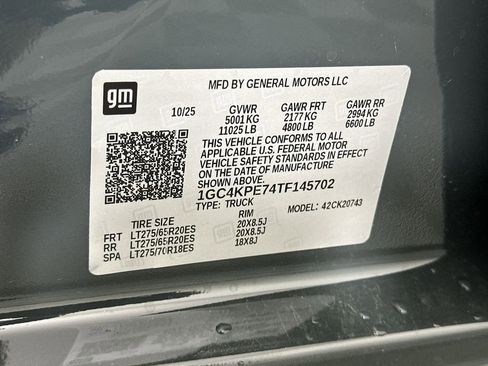 gm
MFD BY GENERAL MOTORS LLC
10/25 GVWR GAWR FRT GAWR RR
5001 KG 2177 KG 2994 KG
11025 LB 4800 LB 6600 LB
THIS VEHICLE CONFORMS TO ALL
APPLICABLE U.S. FEDERAL MOTOR
VEHICLE SAFETY STANDARDS IN EFFECT ON
THE DATE OF MANUFACTURE SHOWN ABOVE.
1GC4KPE74TF145702
TYPE: TRUCK MODEL: 42CK20743
TIRE SIZE RIM
FRT LT275/65R20ES 20X8.5J
RR LT275/65R20ES 20X8.5J
SPA LT275/70R18ES 18X8J